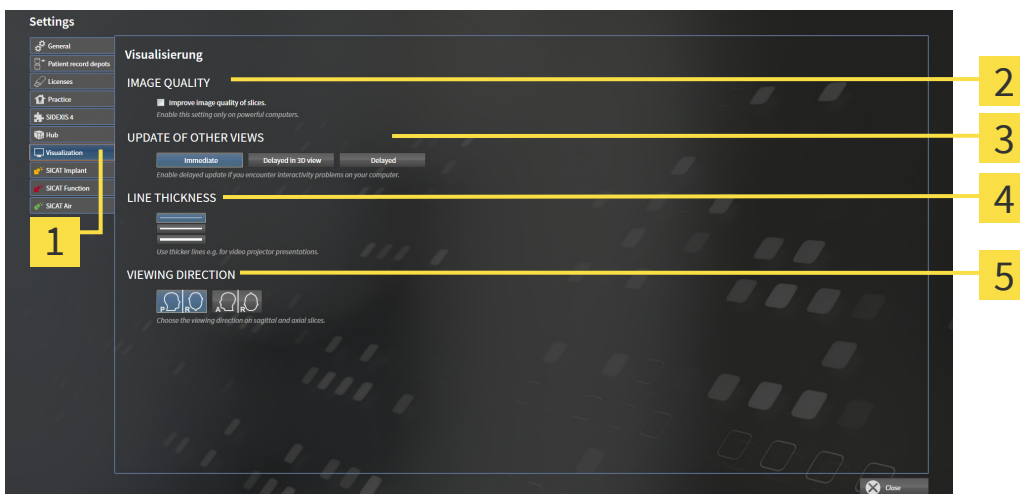 Settings
General
Patient record depots
Licenses
Practice
SIDEXIS 4
Hub
Visualization
SICAT Implant
SICAT Function
SICAT Air
1
Visualisierung
IMAGE QUALITY
Improve image quality of slices.
Enable this setting only on powerful computers.
UPDATE OF OTHER VIEWS
Immediate Delayed in 3D view Delayed
Enable delayed update if you encounter interactivity problems on your computer.
LINE THICKNESS
Use thicker lines e.g. for video projector presentations.
VIEWING DIRECTION
P R A R
Choose the viewing direction on sagittal and axial slices.
Close
2
3
4
5